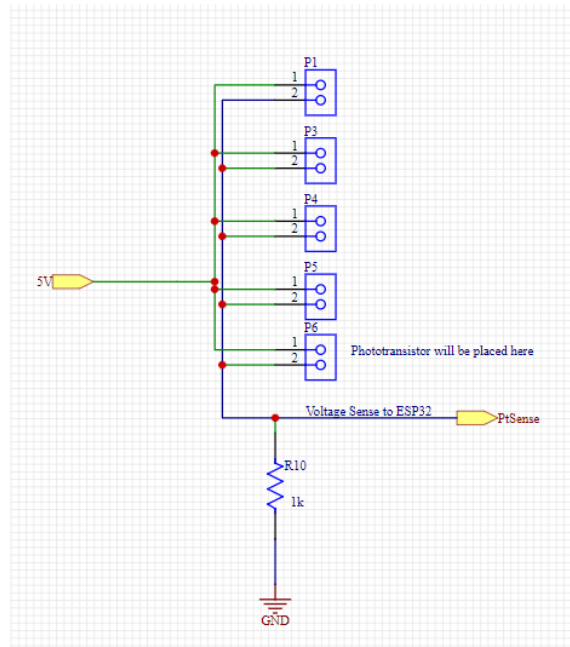 P1
1
2
P3
1
2
P4
1
2
5V
P5
1
2
P6
1
2
Phototransistor will be placed here
Voltage Sense to ESP32
PtSense
R10
1k
GND